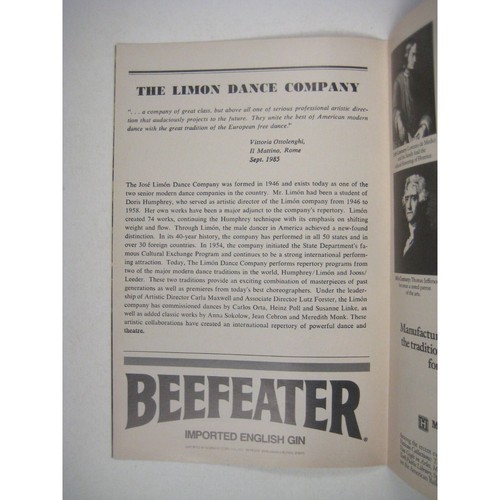 THE LIMON DANCE COMPANY
". . . a company of great class, but above all one of serious professional artistic direc-
tion that audaciously projects to the future. They unite the best of American modern
dance with the great tradition of the European free dance."
Vittoria Ottolenghi,
Il Mattino, Rome
Sept. 1985
The José Limón Dance Company was formed in 1946 and exists today as one of the
two senior modern dance companies in the country. Mr. Limón had been a student of
Doris Humphrey, who served as artistic director of the Limón company from 1946 to
1958. Her own works have been a major adjunct to the company's repertory. Limón
created 74 works, continuing the Humphrey technique with its emphasis on shifting
weight and flow. Through Limón, the male dancer in America achieved a new-found
distinction. In its 40-year history, the company has performed in all 50 states and in
over 30 foreign countries. In 1954, the company initiated the State Department's fa-
mous Cultural Exchange Program and continues to be a strong international perform-
ing attraction. Today, The Limón Dance Company performs repertory programs from
two of the major modern dance traditions in the world, Humphrey/Limón and Jooss/
Leeder. These two traditions provide an exciting combination of masterpieces of past
generations as well as premieres from today's best choreographers. Under the leader-
ship of Artistic Director Carla Maxwell and Associate Director Lutz Forster, the Limón
company has commissioned dances by Carlos Orta, Heinz Poll and Susanne Linke, as
well as added classic works by Anna Sokolow, Jean Cebron and Meredith Monk. These
artistic collaborations have created an international repertory of powerful dance and
theatre.
BEEFEATER®
IMPORTED ENGLISH GIN
Manufactur
the tradition
for
H M